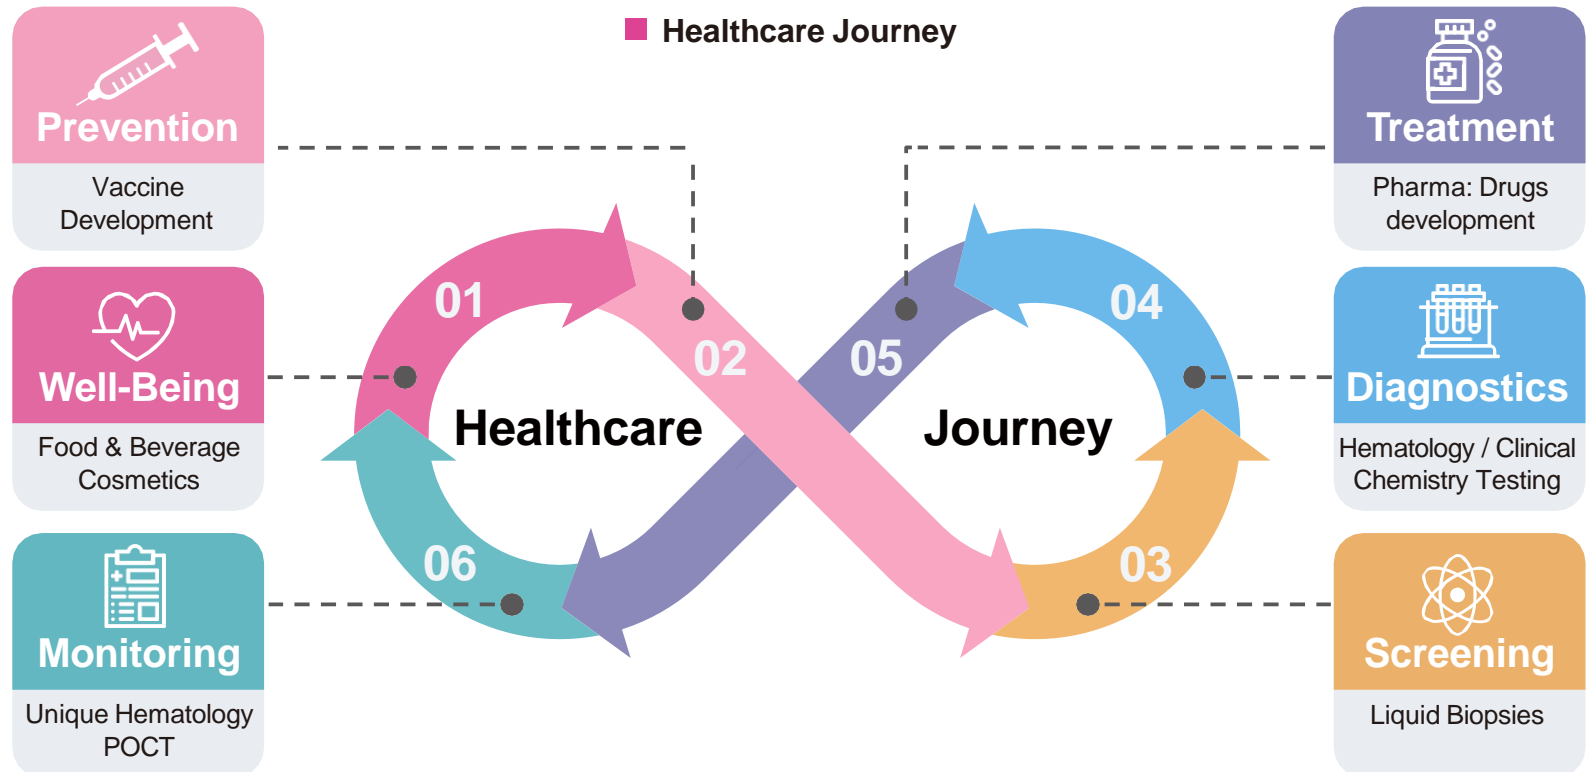 Healthcare Journey
Prevention
Vaccine
Development
Well-Being
Food & Beverage
Cosmetics
Monitoring
Unique Hematology
POCT
01
02
05
04
Healthcare
Journey
06
03
Treatment
Pharma: Drugs
development
Diagnostics
Hematology / Clinical
Chemistry Testing
Screening
Liquid Biopsies